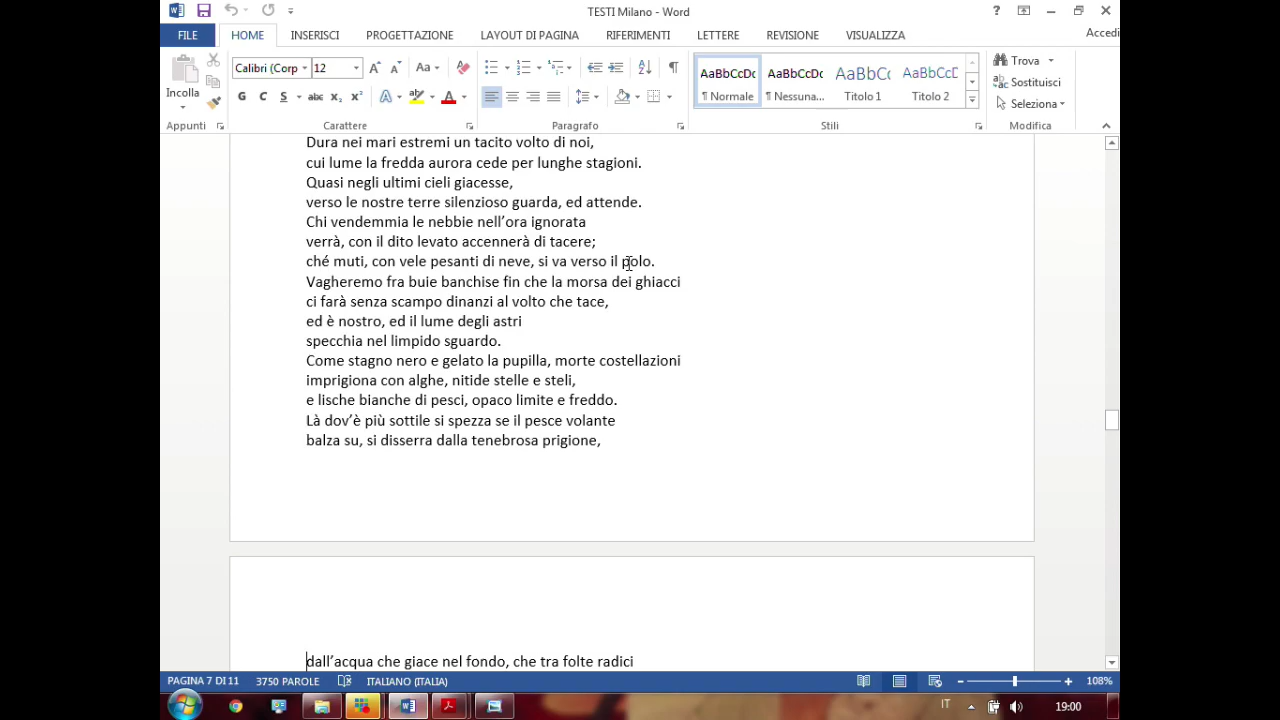 TESTI Milano - Word
FILE HOME INSERISCI PROGETTAZIONE LAYOUT DI PAGINA RIFERIMENTI LETTERE REVISIONE VISUALIZZA Accedi
Incolla
Calibri (Corp 12 Aa
G C S abc x₂ x² A ab A
AaBbCcDc AaBbCcDc AaBbCc AaBbCcD
¶ Normale ¶ Nessuna... Titolo 1 Titolo 2
Trova
Sostituisci
Seleziona
Appunti Carattere Paragrafo Stili Modifica
Dura nei mari estremi un tacito volto di noi,
cui lume la fredda aurora cede per lunghe stagioni.
Quasi negli ultimi cieli giacesse,
verso le nostre terre silenzioso guarda, ed attende.
Chi vendemmia le nebbie nell’ora ignorata
verrà, con il dito levato accennerà di tacere;
ché muti, con vele pesanti di neve, si va verso il polo.
Vagheremo fra buie banchise fin che la morsa dei ghiacci
ci farà senza scampo dinanzi al volto che tace,
ed è nostro, ed il lume degli astri
specchia nel limpido sguardo.
Come stagno nero e gelato la pupilla, morte costellazioni
imprigiona con alghe, nitide stelle e steli,
e lische bianche di pesci, opaco limite e freddo.
Là dov’è più sottile si spezza se il pesce volante
balza su, si disserra dalla tenebrosa prigione,
dall’acqua che giace nel fondo, che tra folte radici
PAGINA 7 DI 11 3750 PAROLE ITALIANO (ITALIA) 108%
IT 19:00